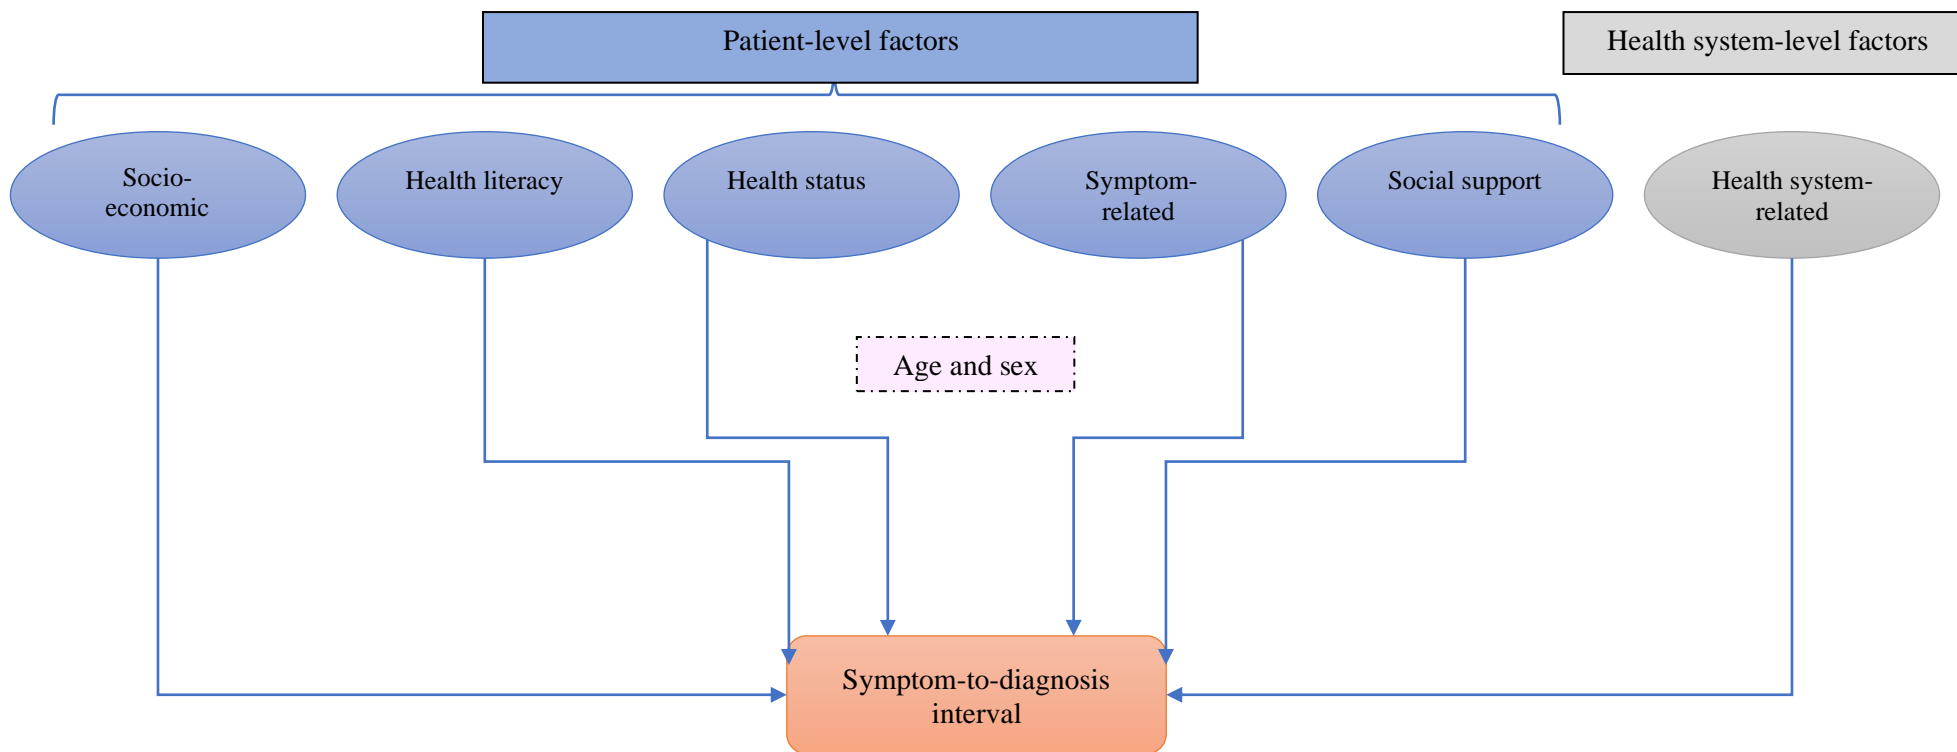 Patient-level factors
Health system-level factors
Socio-
economic
Health literacy
Health status
Symptom-
related
Social support
Health system-
related
Age and sex
Symptom-to-diagnosis
interval